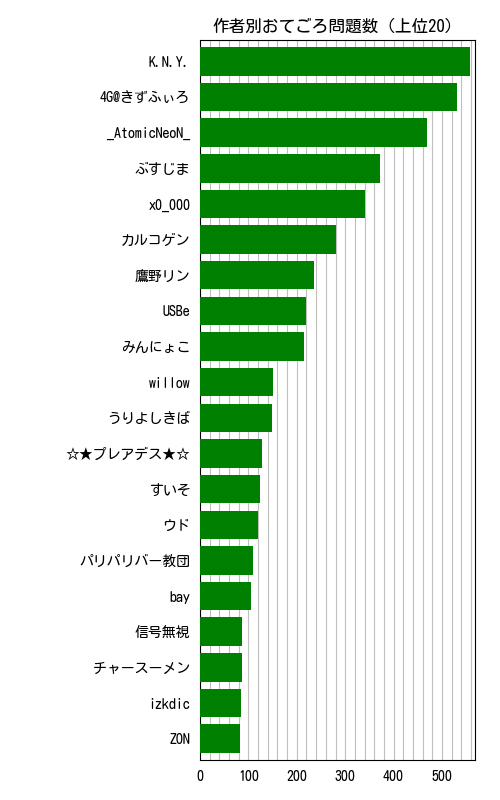 作者別おてごろ問題数 (上位20)
K.N.Y.
4G@きずふぃろ
_AtomicNeoN_
ぶすじま
x0_000
カルコゲン
鷹野リン
USBe
みんにょこ
willow
うりよしきば
☆★プレアデス★☆
すいそ
ウド
パリパリバー教団
bay
信号無視
チャースーメン
izkdic
ZON
0 100 200 300 400 500